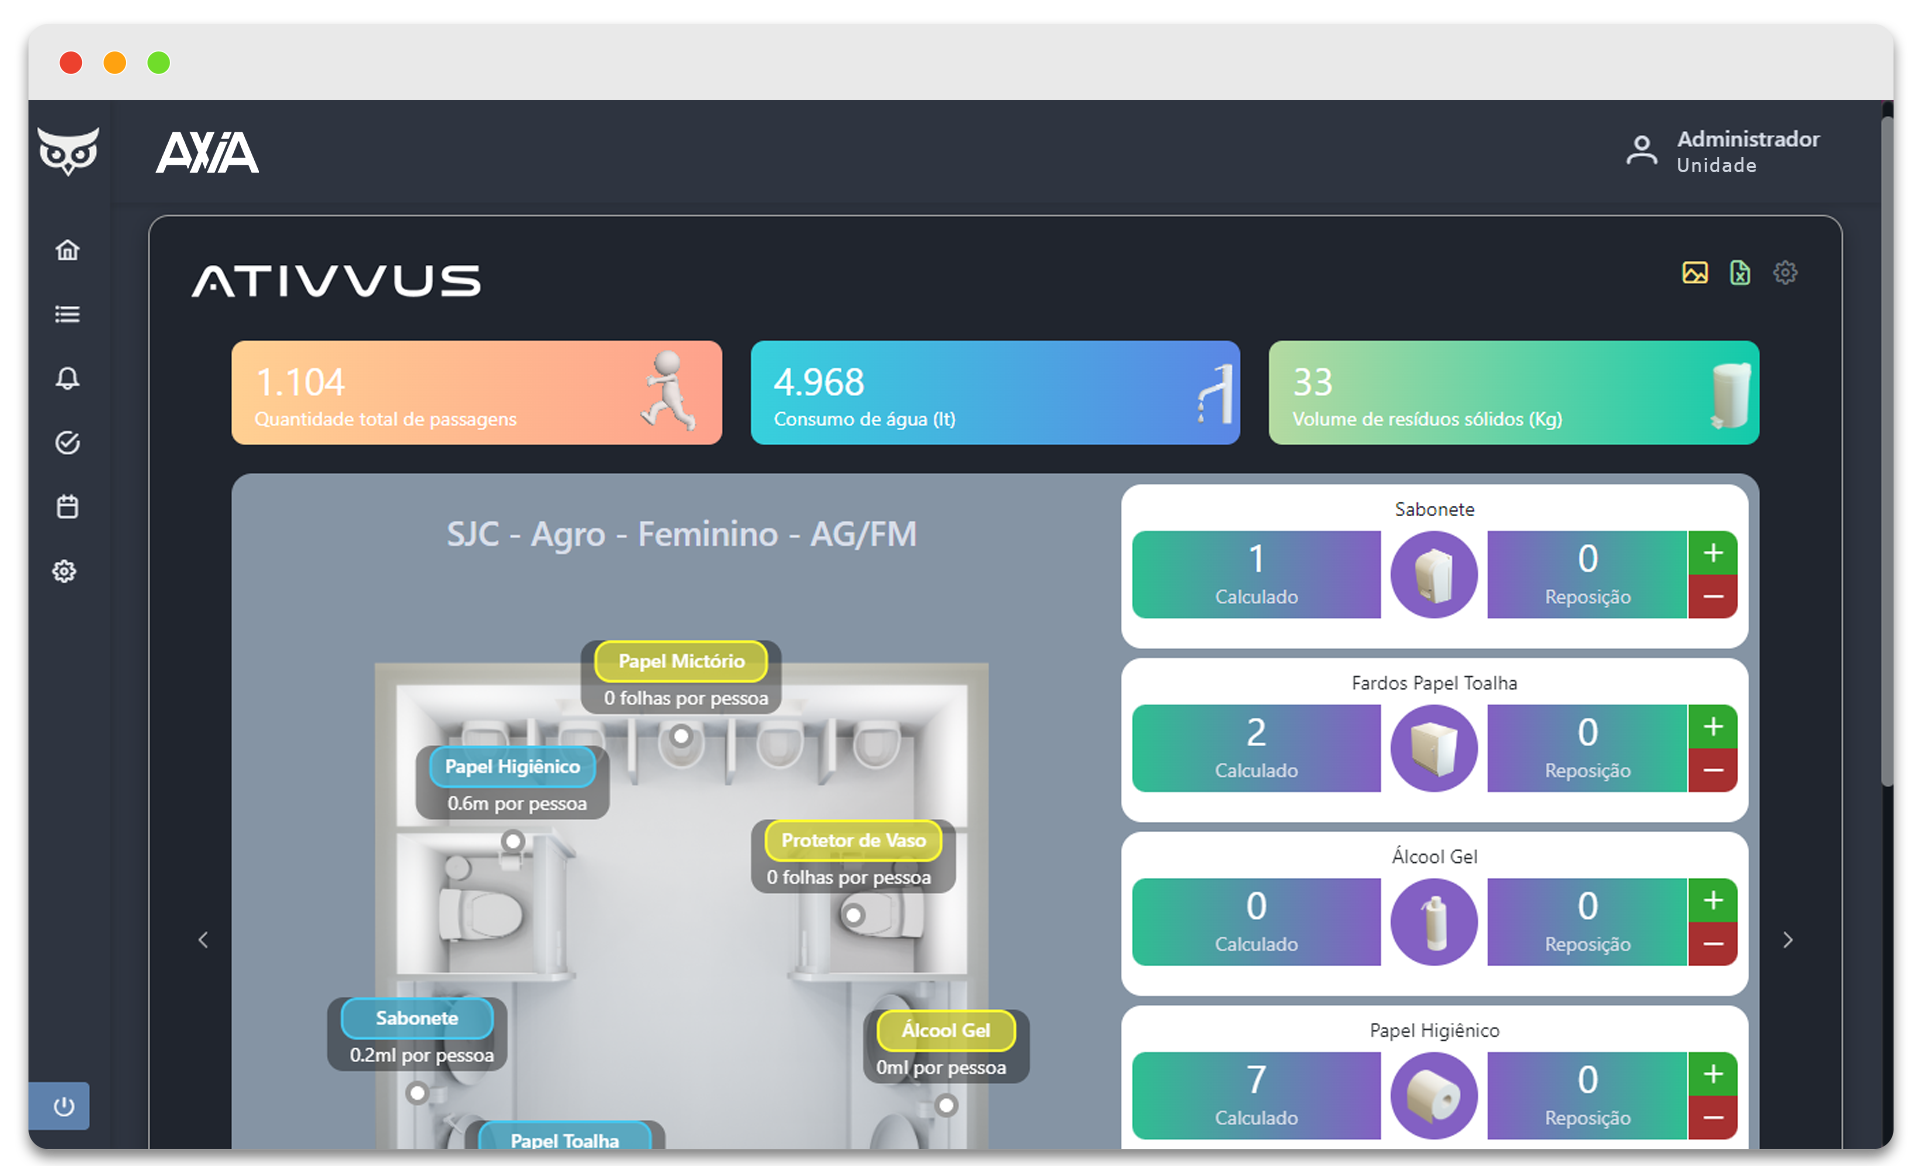 AXIA
Administrador
Unidade
ATIVVUS
1.104
Quantidade total de passagens
4.968
Consumo de água (lt)
33
Volume de resíduos sólidos (Kg)
SJC - Agro - Feminino - AG/FM
Papel Mictório
0 folhas por pessoa
Papel Higiênico
0.6m por pessoa
Protetor de Vaso
0 folhas por pessoa
Sabonete
0.2ml por pessoa
Álcool Gel
0ml por pessoa
Papel Toalha
Sabonete
1
Calculado
0
Reposição
+
−
Fardos Papel Toalha
2
Calculado
0
Reposição
+
−
Álcool Gel
0
Calculado
0
Reposição
+
−
Papel Higiênico
7
Calculado
0
Reposição
+
−